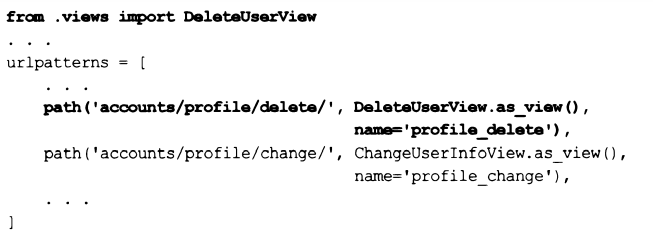 from .views import DeleteUserView
. . .
urlpatterns = [
    . . .
    path('accounts/profile/delete/', DeleteUserView.as_view(),
                                     name='profile_delete'),
    path('accounts/profile/change/', ChangeUserInfoView.as_view(),
                                     name='profile_change'),
    . . .
]